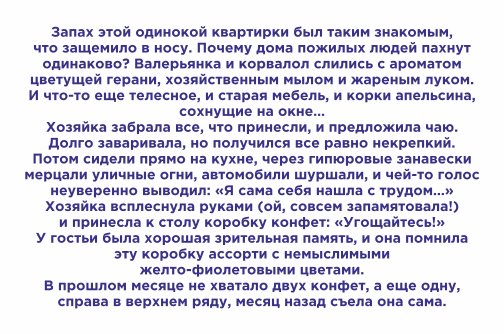 Запах этой одинокой квартирки был таким знакомым,
что защемило в носу. Почему дома пожилых людей пахнут
одинаково? Валерьянка и корвалол слились с ароматом
цветущей герани, хозяйственным мылом и жареным луком.
И что-то еще телесное, и старая мебель, и корки апельсина,
сохнущие на окне...
Хозяйка забрала все, что принесли, и предложила чаю.
Долго заваривала, но получился все равно некрепкий.
Потом сидели прямо на кухне, через гипюровые занавески
мерцали уличные огни, автомобили шуршали, и чей-то голос
неуверенно выводил: «Я сама себя нашла с трудом...»
Хозяйка всплеснула руками (ой, совсем запамятовала!)
и принесла к столу коробку конфет: «Угощайтесь!»
У гостьи была хорошая зрительная память, и она помнила
эту коробку ассорти с немыслимыми
желто-фиолетовыми цветами.
В прошлом месяце не хватало двух конфет, а еще одну,
справа в верхнем ряду, месяц назад съела она сама.